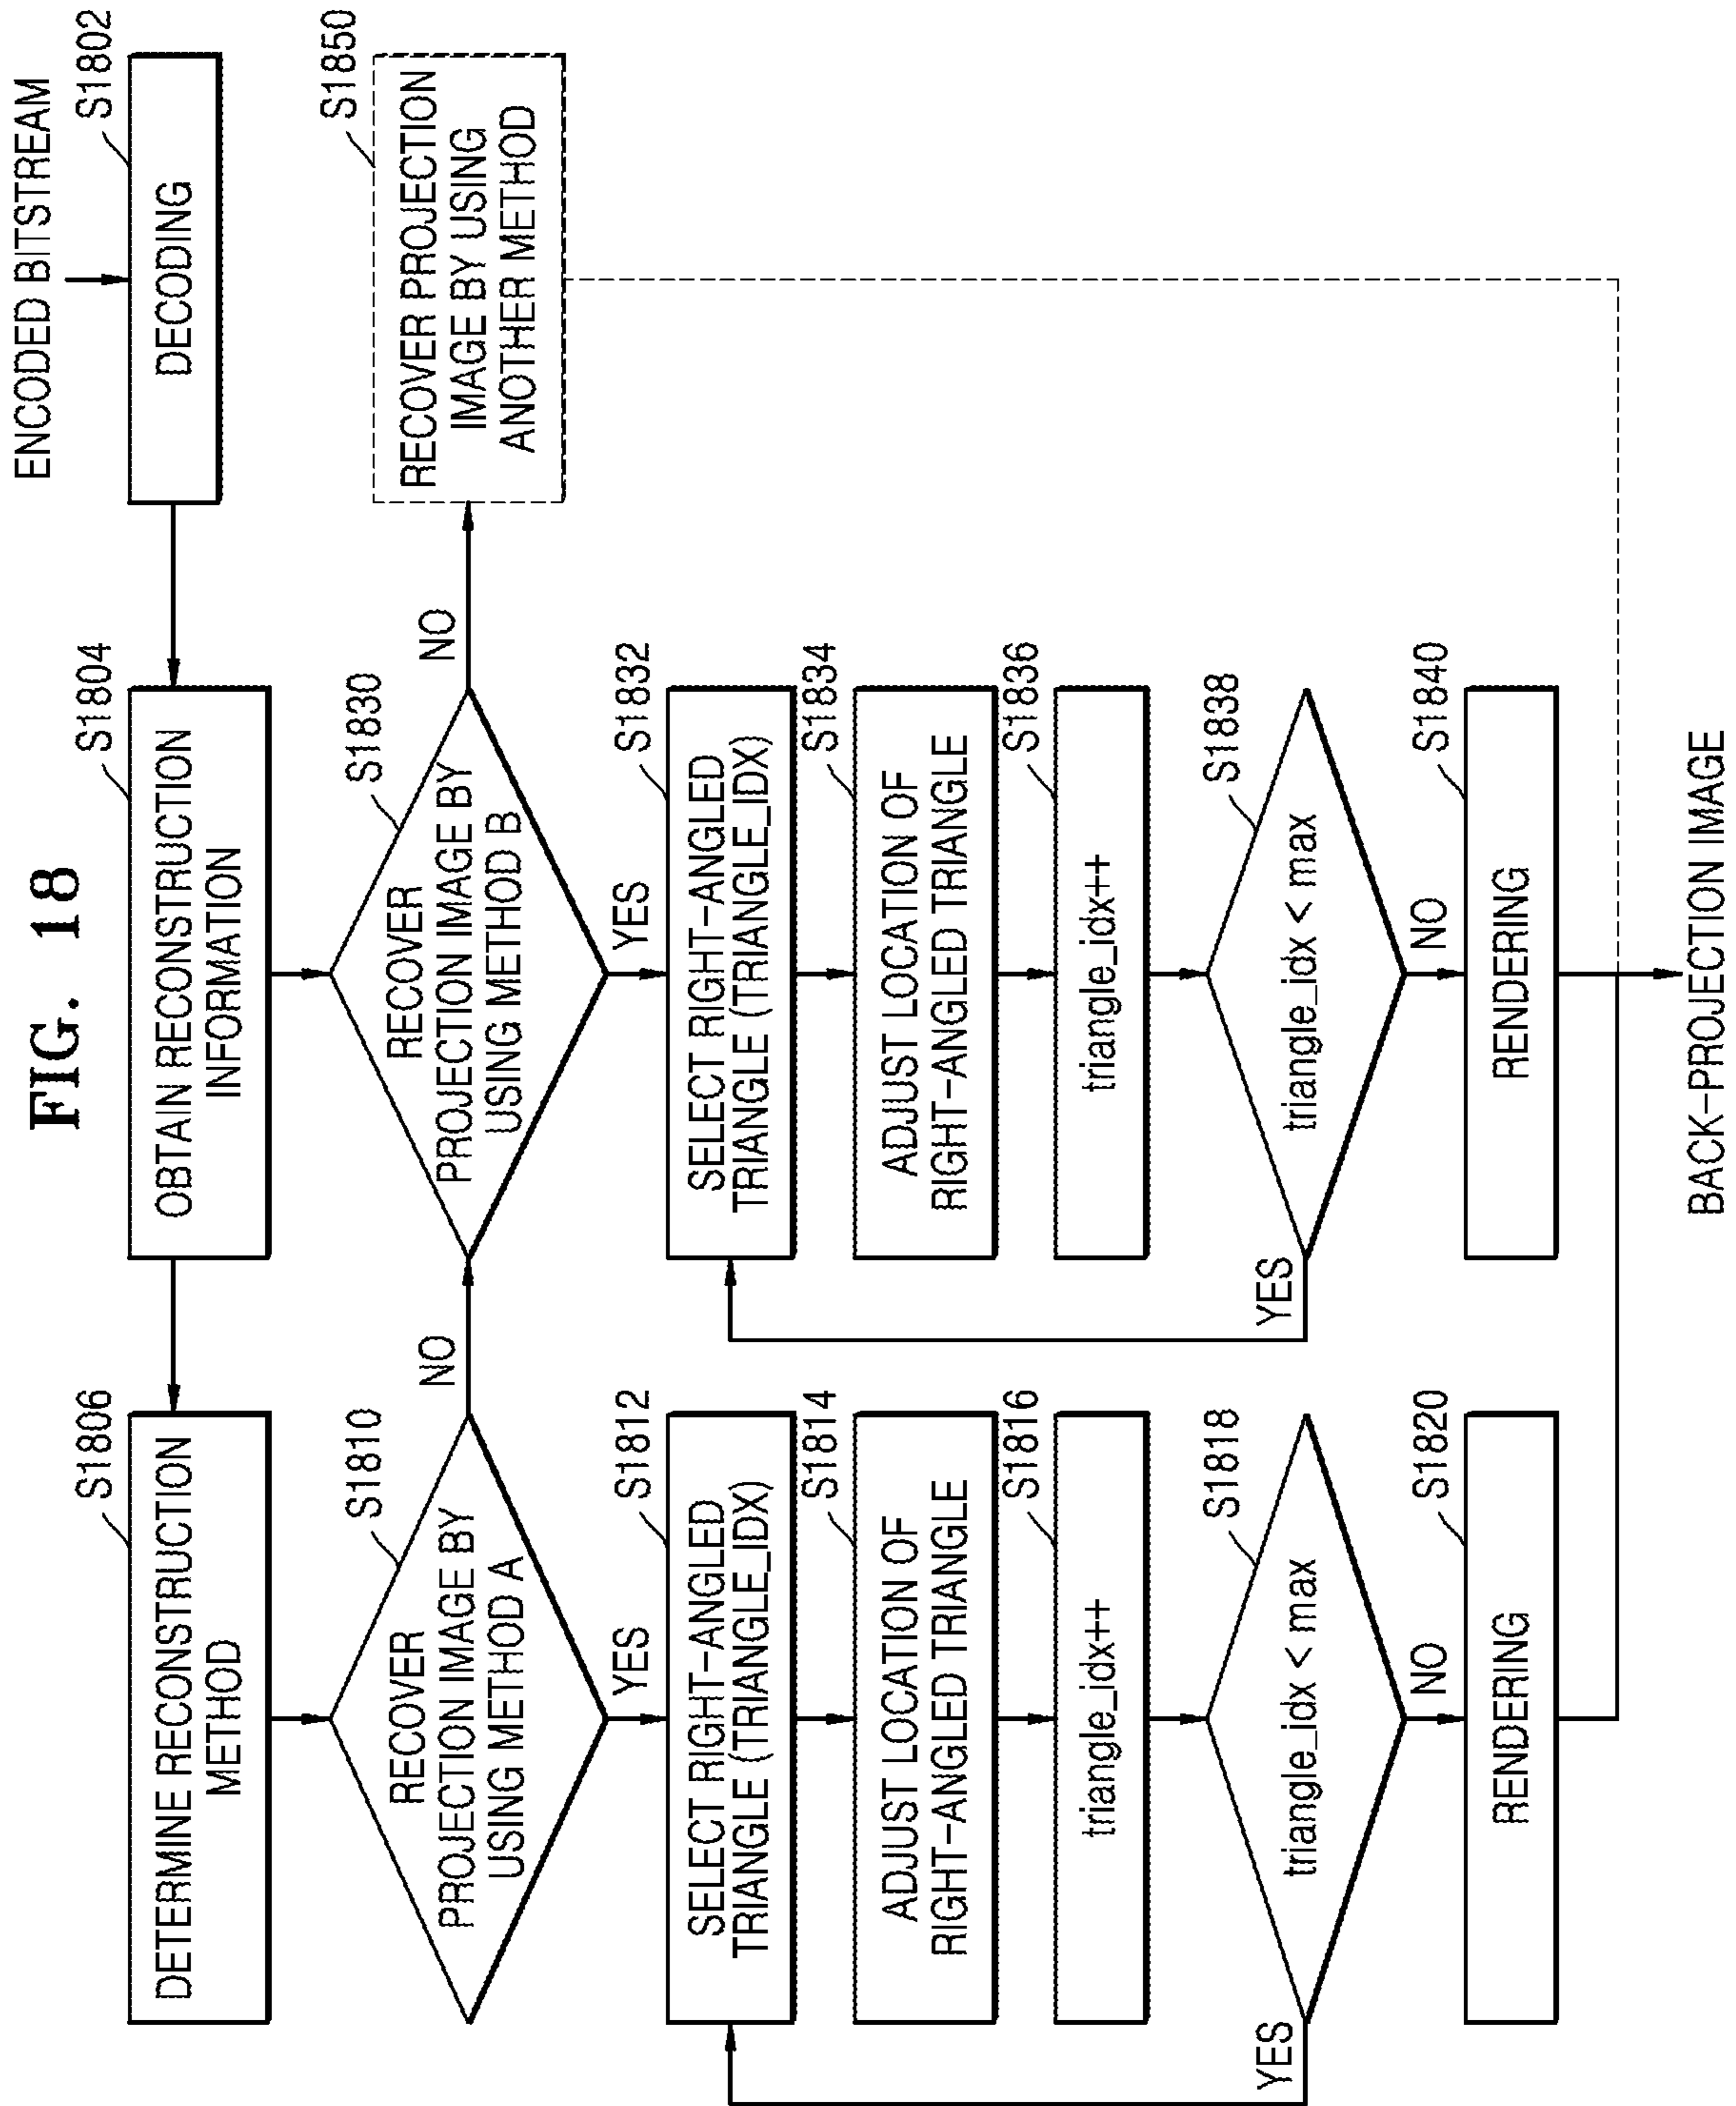 FIG. 18
ENCODED BITSTREAM
S1806
S1804
S1802
DETERMINE RECONSTRUCTION
METHOD
OBTAIN RECONSTRUCTION
INFORMATION
DECODING
S1810
S1830
S1850
RECOVER
PROJECTION IMAGE BY
USING METHOD A
NO
RECOVER
PROJECTION IMAGE BY
USING METHOD B
NO
RECOVER PROJECTION
IMAGE BY USING
ANOTHER METHOD
YES
S1812
YES
S1832
SELECT RIGHT-ANGLED
TRIANGLE (TRIANGLE_IDX)
SELECT RIGHT-ANGLED
TRIANGLE (TRIANGLE_IDX)
S1814
S1834
ADJUST LOCATION OF
RIGHT-ANGLED TRIANGLE
ADJUST LOCATION OF
RIGHT-ANGLED TRIANGLE
S1816
S1836
triangle_idx++
triangle_idx++
S1818
S1838
YES
triangle_idx < max
YES
triangle_idx < max
NO
S1820
NO
S1840
RENDERING
RENDERING
BACK-PROJECTION IMAGE